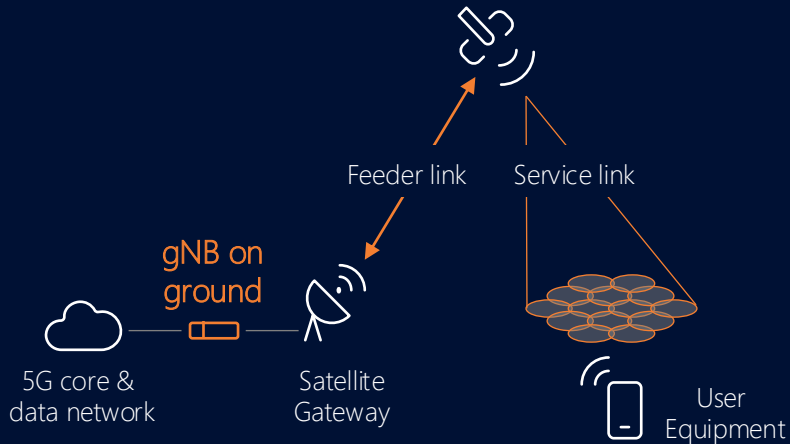 Feeder link
Service link
gNB on
ground
5G core &
data network
Satellite
Gateway
User
Equipment